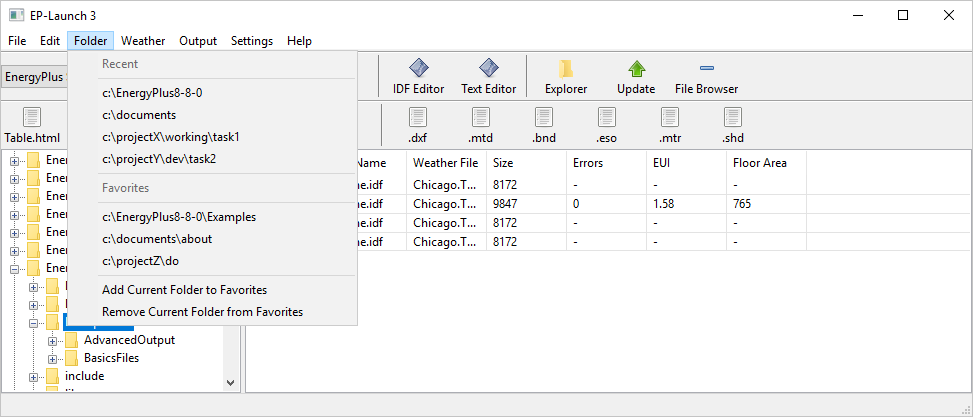 EP-Launch 3
File Edit Folder Weather Output Settings Help
EnergyPlus
IDF Editor Text Editor Explorer Update File Browser
Table.html .dxf .mtd .bnd .eso .mtr .shd
Recent
c:\EnergyPlus8-8-0
c:\documents
c:\projectX\working\task1
c:\projectY\dev\task2
Favorites
c:\EnergyPlus8-8-0\Examples
c:\documents\about
c:\projectZ\do
Add Current Folder to Favorites
Remove Current Folder from Favorites
Name Weather File Size Errors EUI Floor Area
e.idf Chicago.T... 8172 - - -
e.idf Chicago.T... 9847 0 1.58 765
e.idf Chicago.T... 8172 - - -
e.idf Chicago.T... 8172 - - -
Ener
Ener
Ener
Ener
Ener
Ener
Ener
AdvancedOutput
BasicsFiles
include